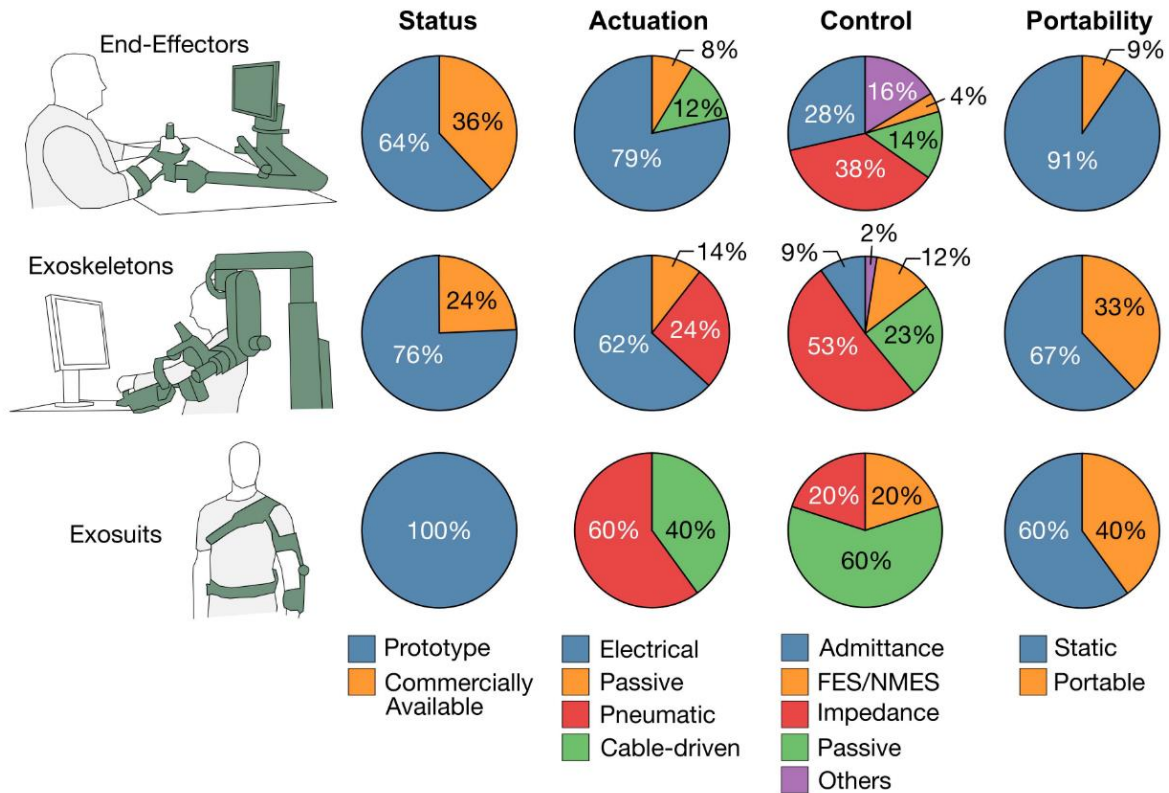 Status Actuation Control Portability
End-Effectors
64% 36%
8%
12%
79%
16%
4%
28%
14%
38%
9%
91%
Exoskeletons
24%
76%
14%
24%
62%
2%
9%
12%
23%
53%
33%
67%
Exosuits
100%
60% 40%
20% 20%
60%
60% 40%
Prototype
Commercially
Available
Electrical
Passive
Pneumatic
Cable-driven
Admittance
FES/NMES
Impedance
Passive
Others
Static
Portable